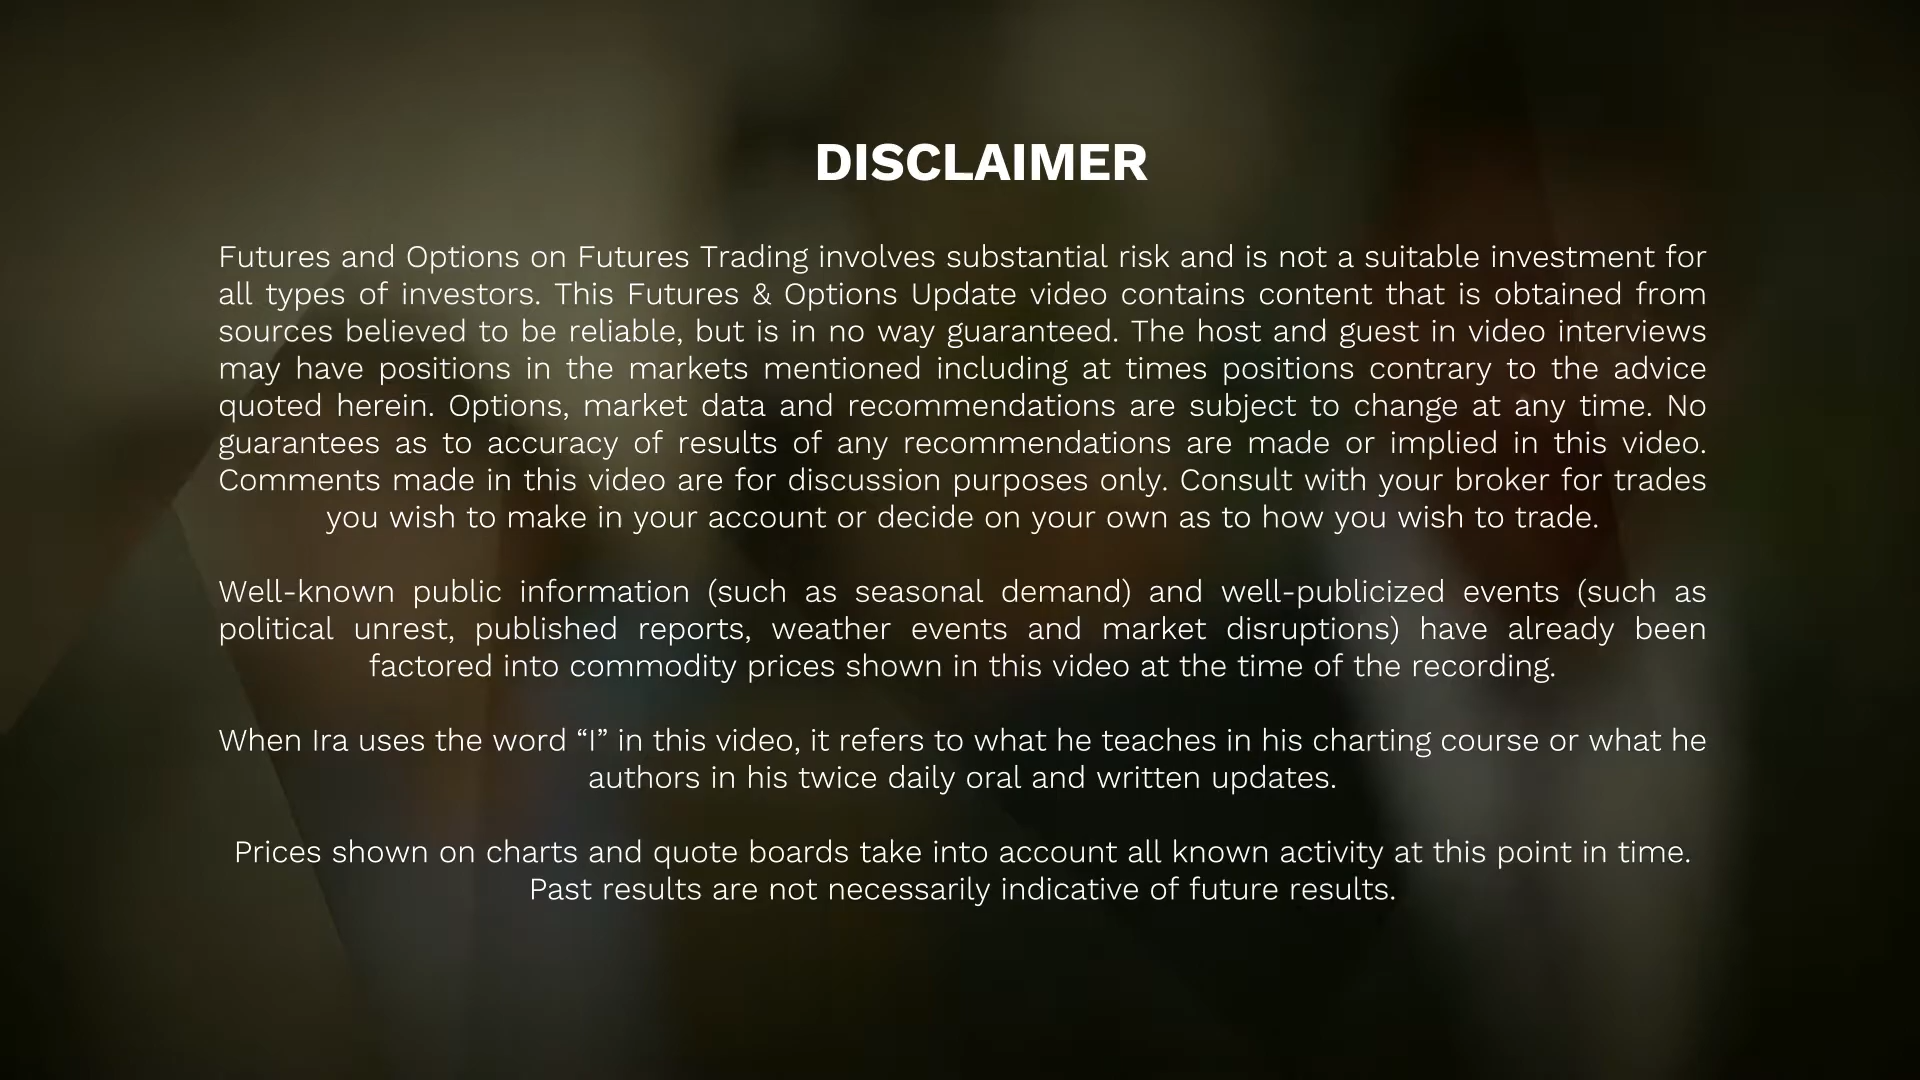 DISCLAIMER
Futures and Options on Futures Trading involves substantial risk and is not a suitable investment for
all types of investors. This Futures & Options Update video contains content that is obtained from
sources believed to be reliable, but is in no way guaranteed. The host and guest in video interviews
may have positions in the markets mentioned including at times positions contrary to the advice
quoted herein. Options, market data and recommendations are subject to change at any time. No
guarantees as to accuracy of results of any recommendations are made or implied in this video.
Comments made in this video are for discussion purposes only. Consult with your broker for trades
you wish to make in your account or decide on your own as to how you wish to trade.
Well-known public information (such as seasonal demand) and well-publicized events (such as
political unrest, published reports, weather events and market disruptions) have already been
factored into commodity prices shown in this video at the time of the recording.
When Ira uses the word “I” in this video, it refers to what he teaches in his charting course or what he
authors in his twice daily oral and written updates.
Prices shown on charts and quote boards take into account all known activity at this point in time.
Past results are not necessarily indicative of future results.